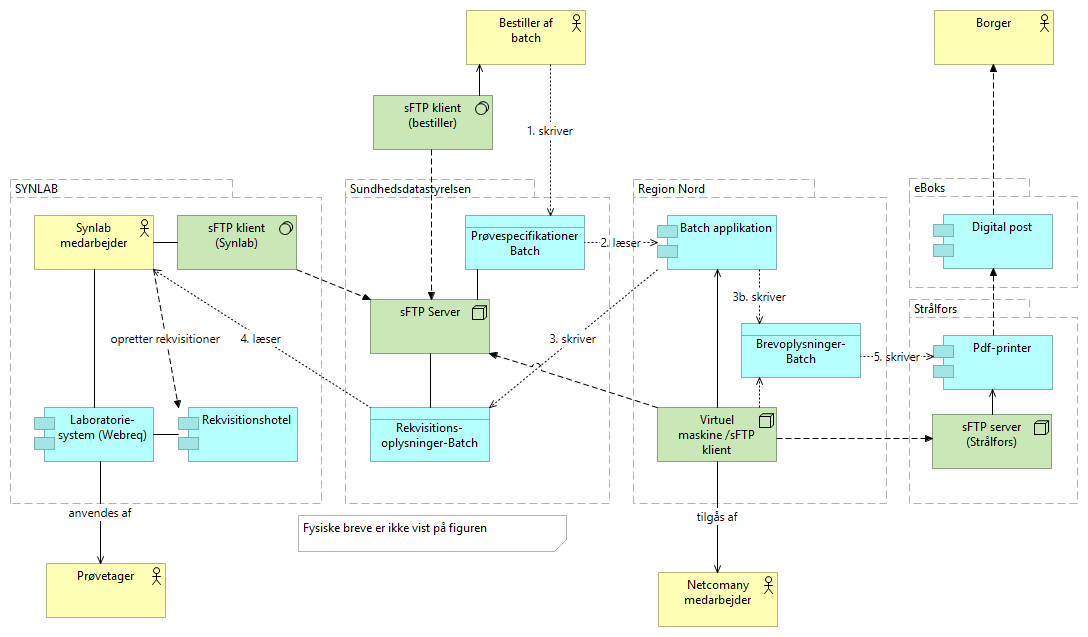 Bestiller af
batch
Borger
sFTP klient
(bestiller)
1. skriver
SYNLAB
Sundhedsdatastyrelsen
Region Nord
eBoks
Synlab
medarbejder
sFTP klient
(Synlab)
Prøvespecifikationer
Batch
2. læser
Batch applikation
Digital post
3b. skriver
sFTP Server
Strålfors
opretter rekvisitioner
4. læser
3. skriver
Brevoplysninger-
Batch
5. skriver
Pdf-printer
Laboratorie-
system (Webreq)
Rekvisitionshotel
Rekvisitions-
oplysninger-Batch
Virtuel
maskine /sFTP
klient
sFTP server
(Strålfors)
anvendes af
Fysiske breve er ikke vist på figuren
tilgås af
Prøvetager
Netcomany
medarbejder